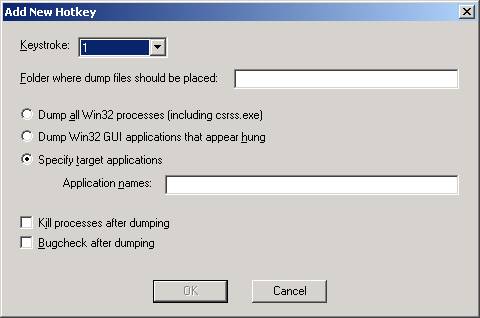 Add New Hotkey
Keystroke: 1
Folder where dump files should be placed:
Dump all Win32 processes (including csrss.exe)
Dump Win32 GUI applications that appear hung
Specify target applications
Application names:
Kill processes after dumping
Bugcheck after dumping
OK Cancel